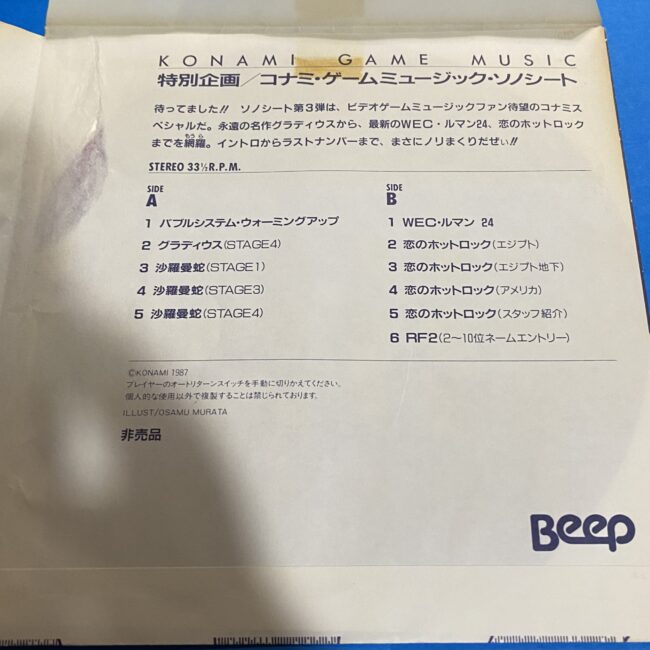 KONAMI GAME MUSIC
特別企画／コナミ・ゲームミュージック・ソノシート
待ってました!! ソノシート第3弾は、ビデオゲームミュージックファン待望のコナミス
ペシャルだ。永遠の名作グラディウスから、最新のWEC・ルマン24、恋のホットロック
もうら
までを網羅。イントロからラストナンバーまで、まさにノリまくりだぜぃ!!
STEREO 33⅓R.P.M.
SIDE
A
1 バブルシステム・ウォーミングアップ
2 グラディウス(STAGE4)
3 沙羅曼蛇(STAGE1)
4 沙羅曼蛇(STAGE3)
5 沙羅曼蛇(STAGE4)
SIDE
B
1 WEC・ルマン 24
2 恋のホットロック(エジプト)
3 恋のホットロック(エジプト地下)
4 恋のホットロック(アメリカ)
5 恋のホットロック(スタッフ紹介)
6 RF2(2〜10位ネームエントリー)
©KONAMI 1987
プレイヤーのオートリターンスイッチを手動に切りかえてください。
個人的な使用以外で複製することは禁じられております。
ILLUST/OSAMU MURATA
非売品
Beep